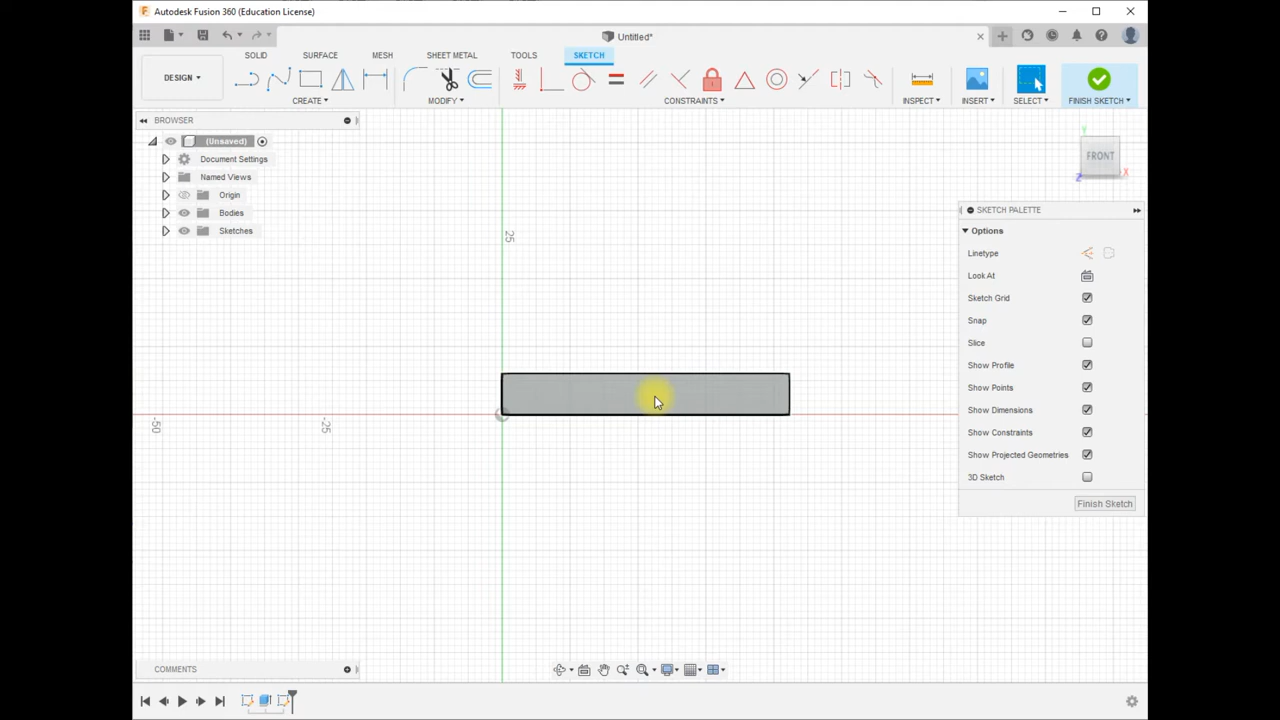 Autodesk Fusion 360 (Education License)
Untitled*
SOLID SURFACE MESH SHEET METAL TOOLS SKETCH
DESIGN
CREATE MODIFY CONSTRAINTS INSPECT INSERT SELECT FINISH SKETCH
BROWSER
(Unsaved)
Document Settings
Named Views
Origin
Bodies
Sketches
Y
FRONT
Z
X
SKETCH PALETTE
Options
Linetype
Look At
Sketch Grid
Snap
Slice
Show Profile
Show Points
Show Dimensions
Show Constraints
Show Projected Geometries
3D Sketch
Finish Sketch
25
-50
-25
COMMENTS